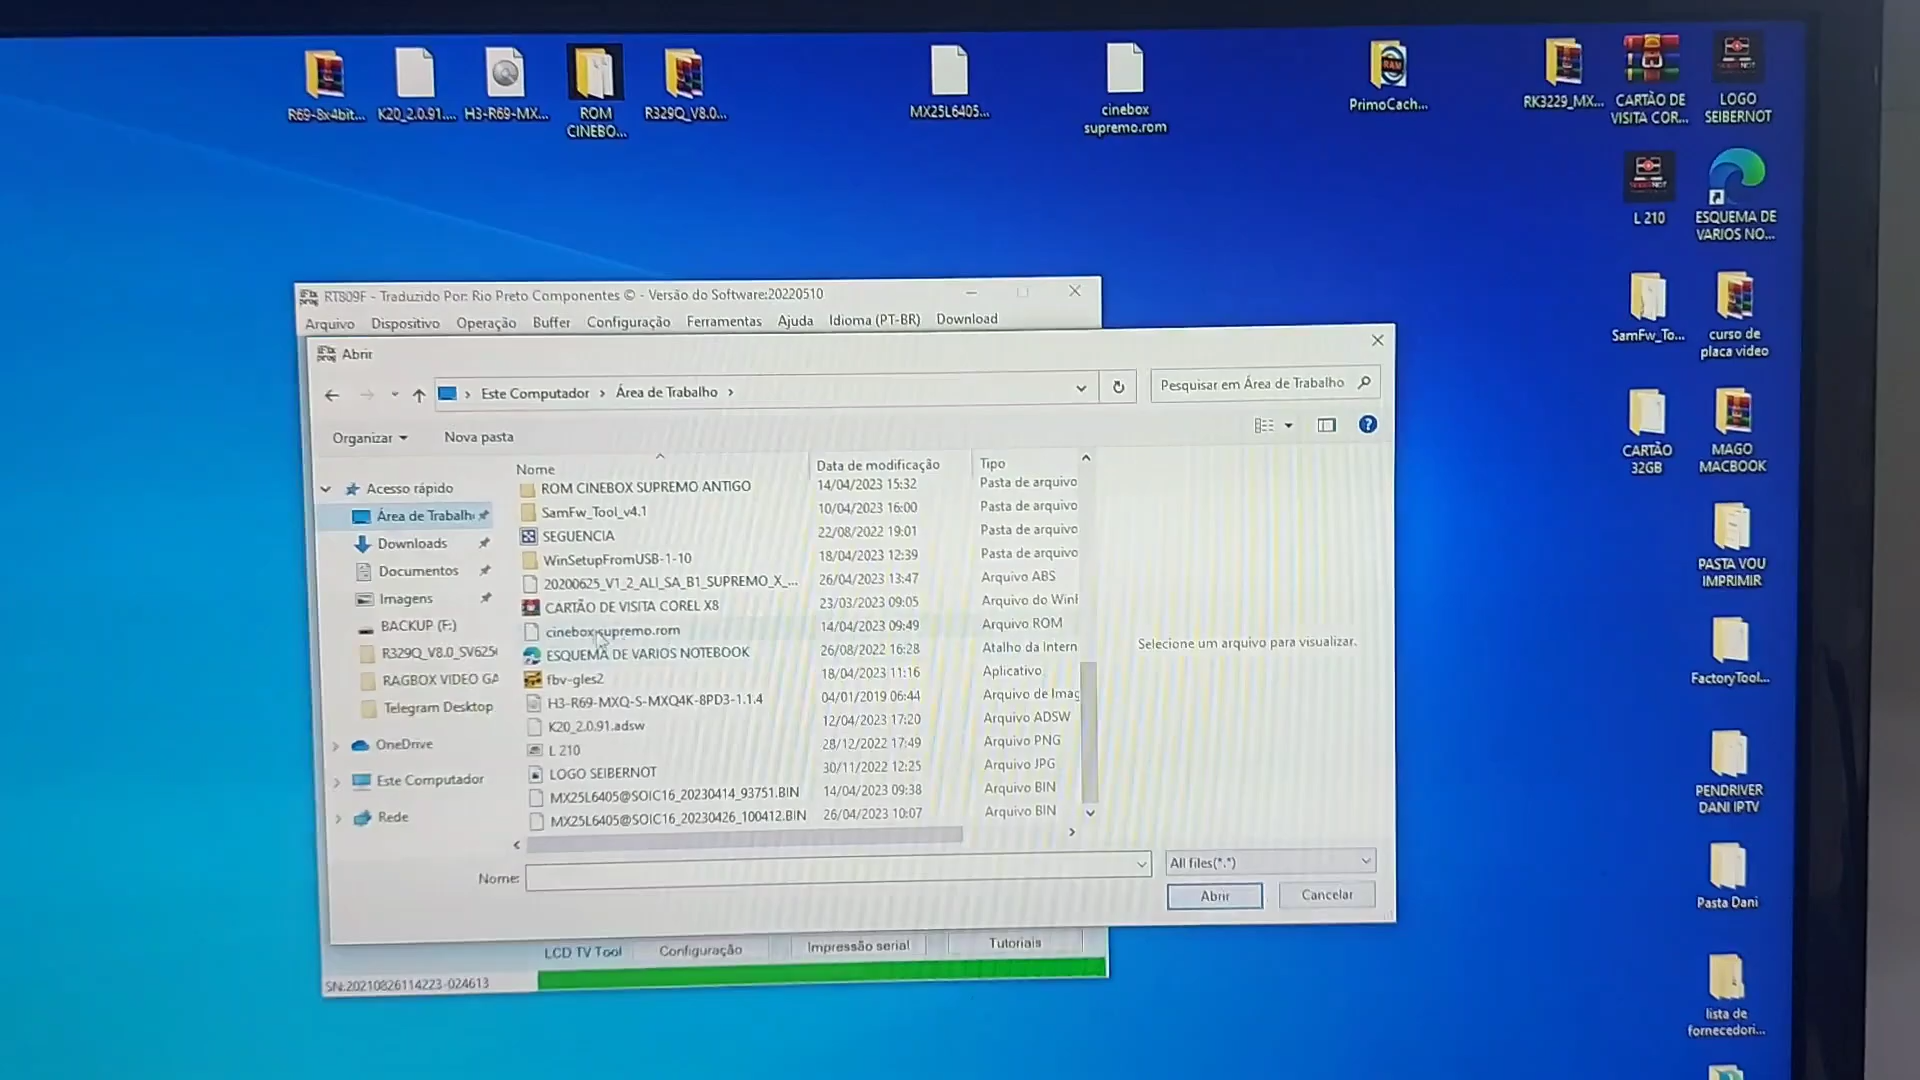 R69-8x4bit...
K20_2.0.91....
H3-R69-MX...
ROM
CINEBO...
R329Q_V8.0...
MX25L6405...
cinebox
supremo.rom
PrimoCach...
RK3229_MX...
CARTÃO DE
VISITA COR...
LOGO
SEIBERNOT
L 210
ESQUEMA DE
VARIOS NO...
SamFw_To...
curso de
placa video
CARTÃO
32GB
MAGO
MACBOOK
PASTA VOU
IMPRIMIR
FactoryTool...
PENDRIVER
DANI IPTV
Pasta Dani
lista de
fornecedori...
RT809F - Traduzido Por: Rio Preto Componentes © - Versão do Software:20220510
Arquivo Dispositivo Operação Buffer Configuração Ferramentas Ajuda Idioma (PT-BR) Download
Abrir
Este Computador > Área de Trabalho >
Pesquisar em Área de Trabalho
Organizar Nova pasta
Nome Data de modificação Tipo
Acesso rápido
Área de Trabalh
Downloads
Documentos
Imagens
BACKUP (F:)
R329Q_V8.0_SV625
RAGBOX VIDEO GA
Telegram Desktop
OneDrive
Este Computador
Rede
ROM CINEBOX SUPREMO ANTIGO 14/04/2023 15:32 Pasta de arquivo
SamFw_Tool_v4.1 10/04/2023 16:00 Pasta de arquivo
SEGUENCIA 22/08/2022 19:01 Pasta de arquivo
WinSetupFromUSB-1-10 18/04/2023 12:39 Pasta de arquivo
20200625_V1_2_ALI_SA_B1_SUPREMO_X_... 26/04/2023 13:47 Arquivo ABS
CARTÃO DE VISITA COREL X8 23/03/2023 09:05 Arquivo do Winl
cinebox supremo.rom 14/04/2023 09:49 Arquivo ROM
ESQUEMA DE VARIOS NOTEBOOK 26/08/2022 16:28 Atalho da Intern
fbv-gles2 18/04/2023 11:16 Aplicativo
H3-R69-MXQ-S-MXQ4K-8PD3-1.1.4 04/01/2019 06:44 Arquivo de Imag
K20_2.0.91.adsw 12/04/2023 17:20 Arquivo ADSW
L 210 28/12/2022 17:49 Arquivo PNG
LOGO SEIBERNOT 30/11/2022 12:25 Arquivo JPG
MX25L6405@SOIC16_20230414_93751.BIN 14/04/2023 09:38 Arquivo BIN
MX25L6405@SOIC16_20230426_100412.BIN 26/04/2023 10:07 Arquivo BIN
Selecione um arquivo para visualizar.
Nome:
All files(*.*)
Abrir Cancelar
LCD TV Tool Configuração Impressão serial Tutoriais
SN:20210826114223-024613